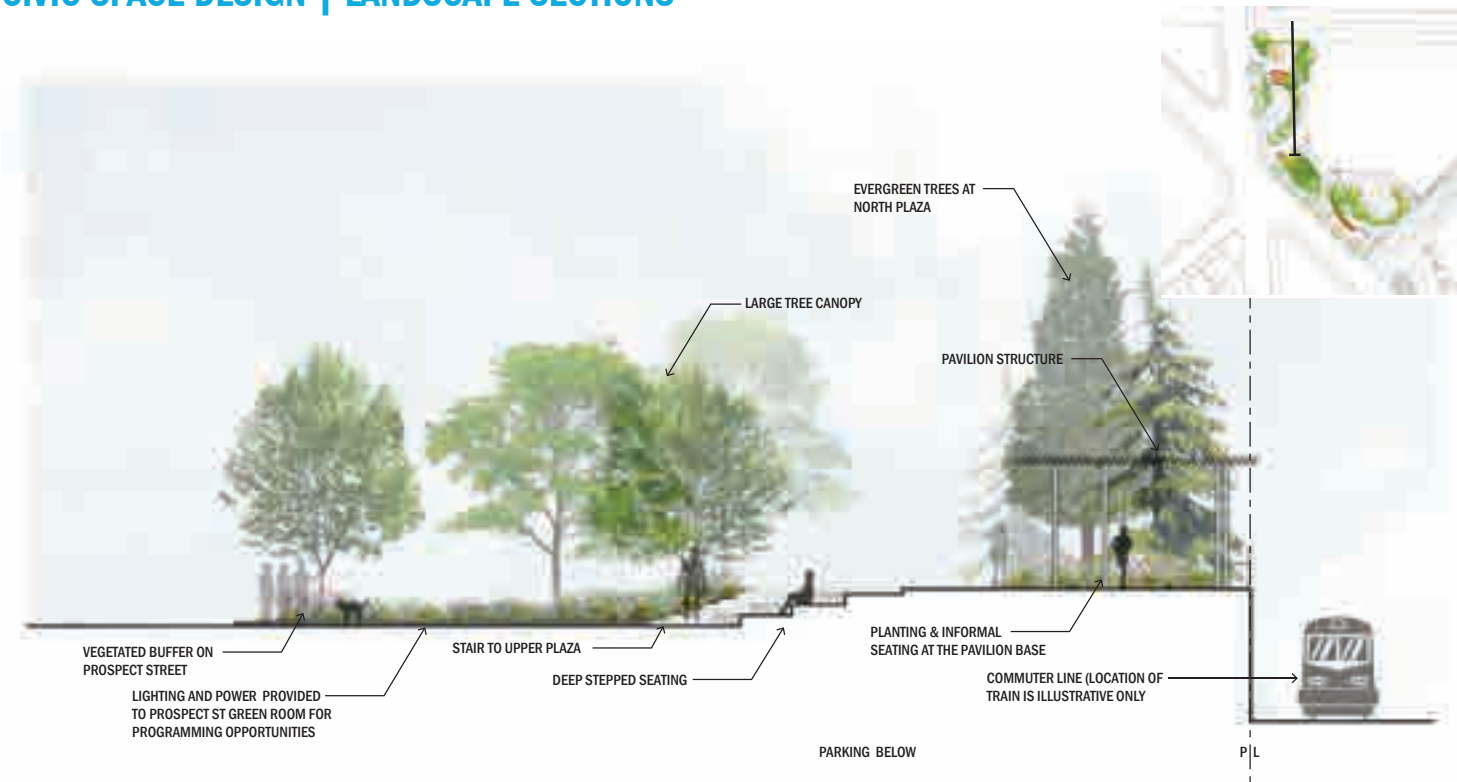 CIVIC SPACE DESIGN | LANDSCAPE SECTIONS
EVERGREEN TREES AT
NORTH PLAZA
LARGE TREE CANOPY
PAVILION STRUCTURE
VEGETATED BUFFER ON
PROSPECT STREET
LIGHTING AND POWER PROVIDED
TO PROSPECT ST GREEN ROOM FOR
PROGRAMMING OPPORTUNITIES
STAIR TO UPPER PLAZA
DEEP STEPPED SEATING
PLANTING & INFORMAL
SEATING AT THE PAVILION BASE
COMMUTER LINE (LOCATION OF
TRAIN IS ILLUSTRATIVE ONLY
PARKING BELOW
P L